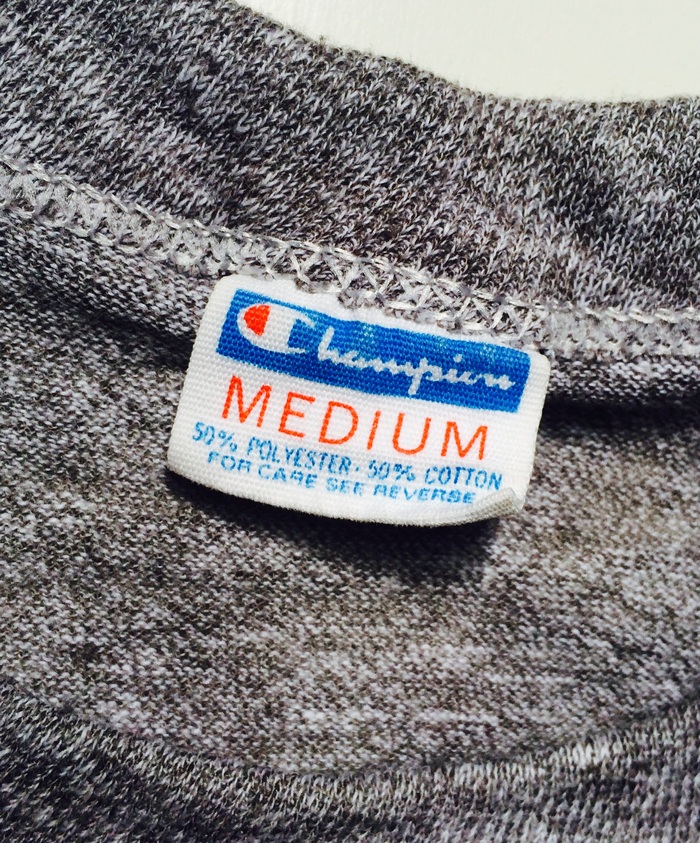 Champion
MEDIUM
50% POLYESTER - 50% COTTON
FOR CARE SEE REVERSE